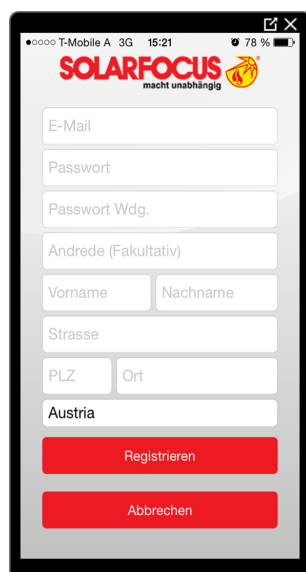 T-Mobile A 3G 15:21 78 %
SOLARFOCUS
macht unabhängig
E-Mail
Passwort
Passwort Wdg.
Andrede (Fakultativ)
Vorname Nachname
Strasse
PLZ Ort
Austria
Registrieren
Abbrechen